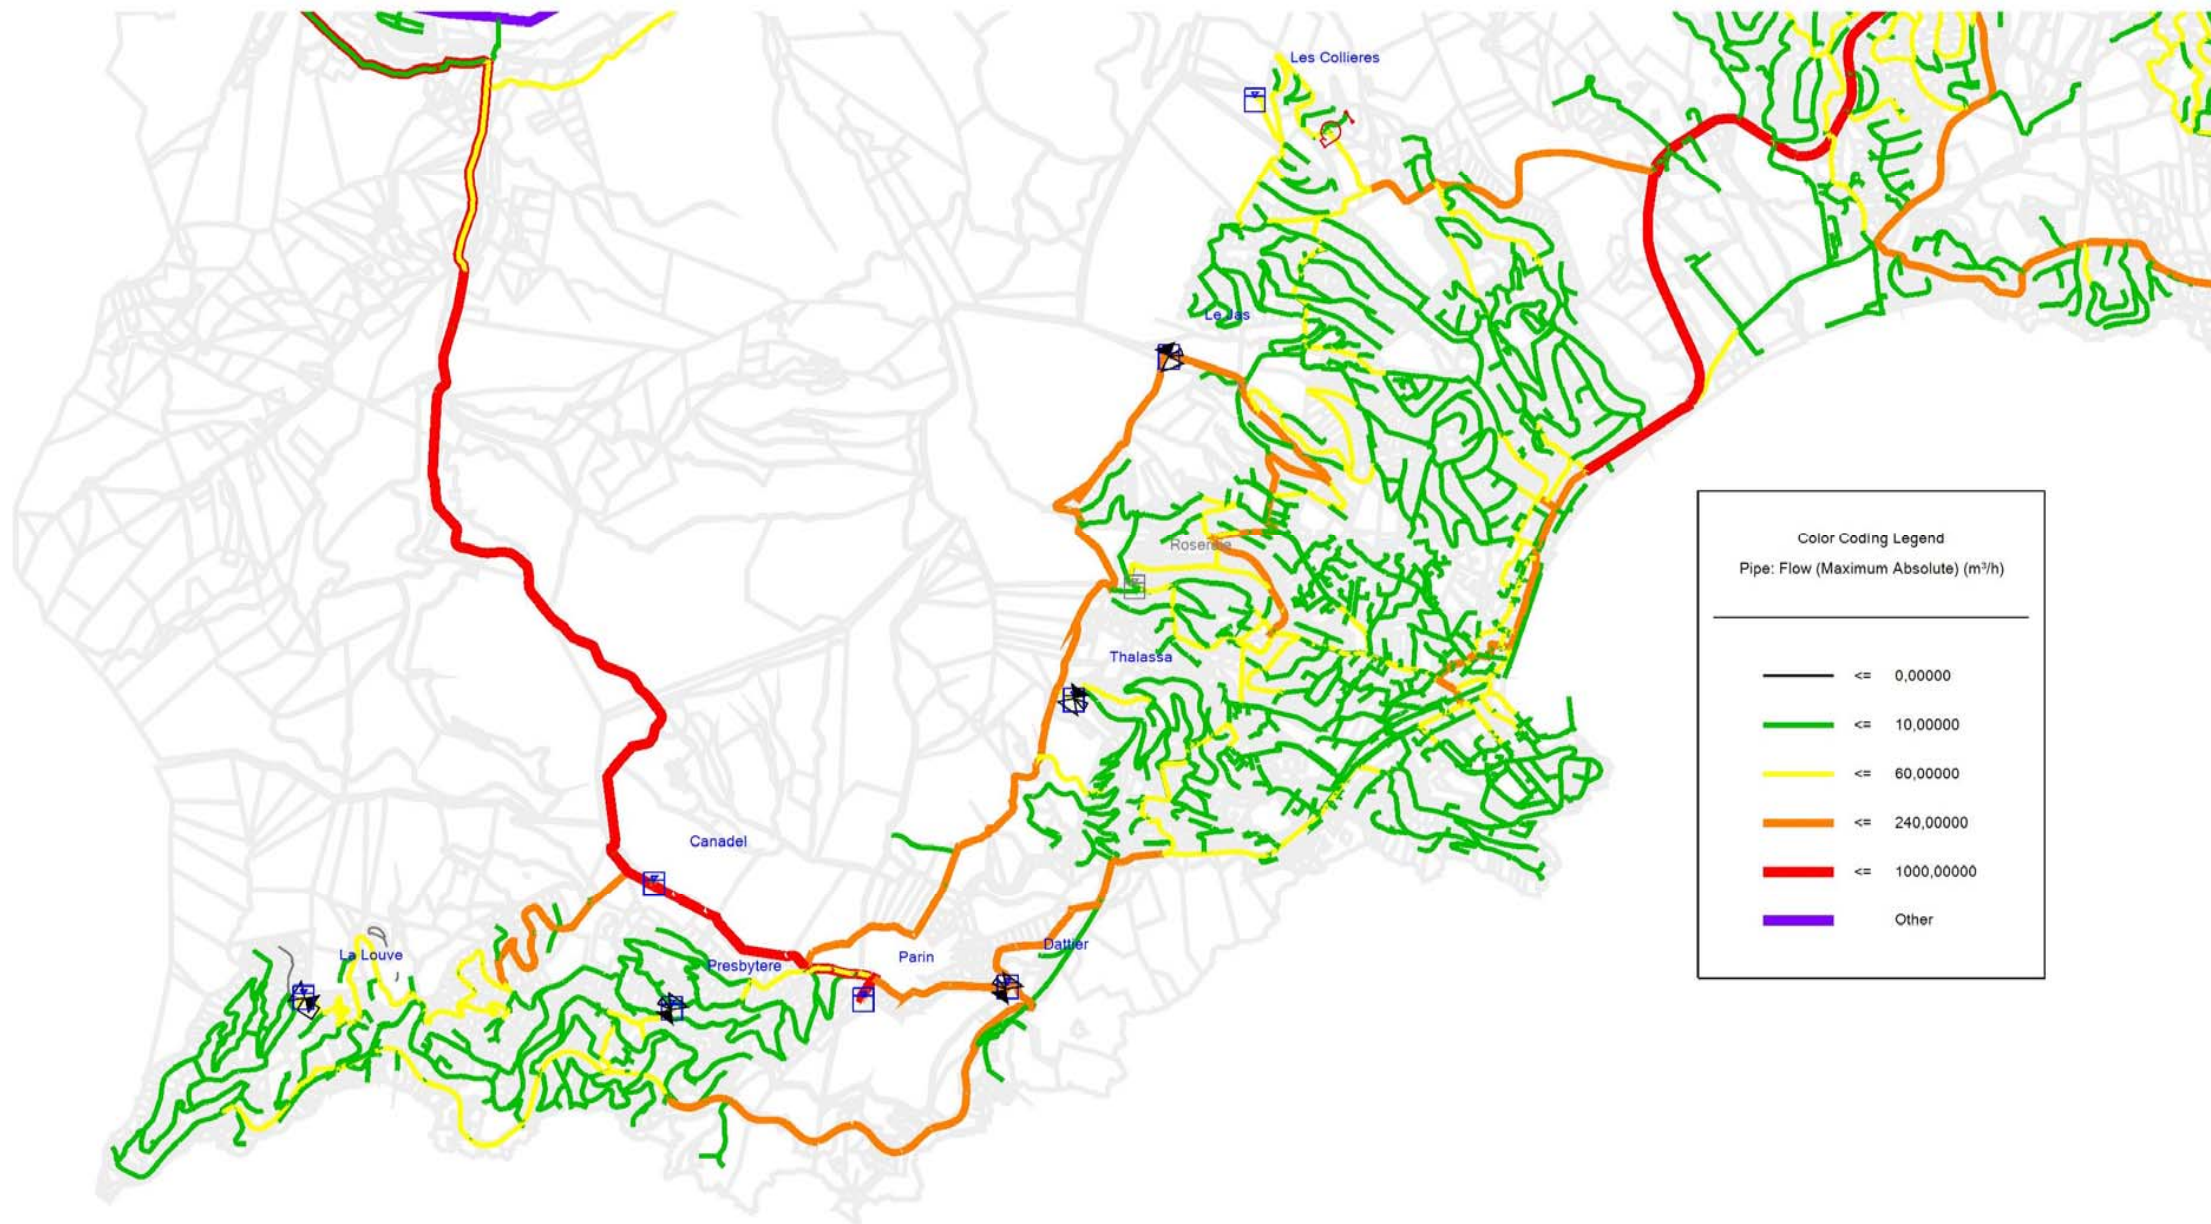 Les Collieres
Le Jas
Color Coding Legend
Roseraie
Pipe: Flow (Maximum Absolute) (m³/h)
Thalassa
<= 0,00000
<= 10,00000
<= 60,00000
<= 240,00000
Canadel
<= 1000,00000
Other
Dattier
La Louve
Parin
Presbytere